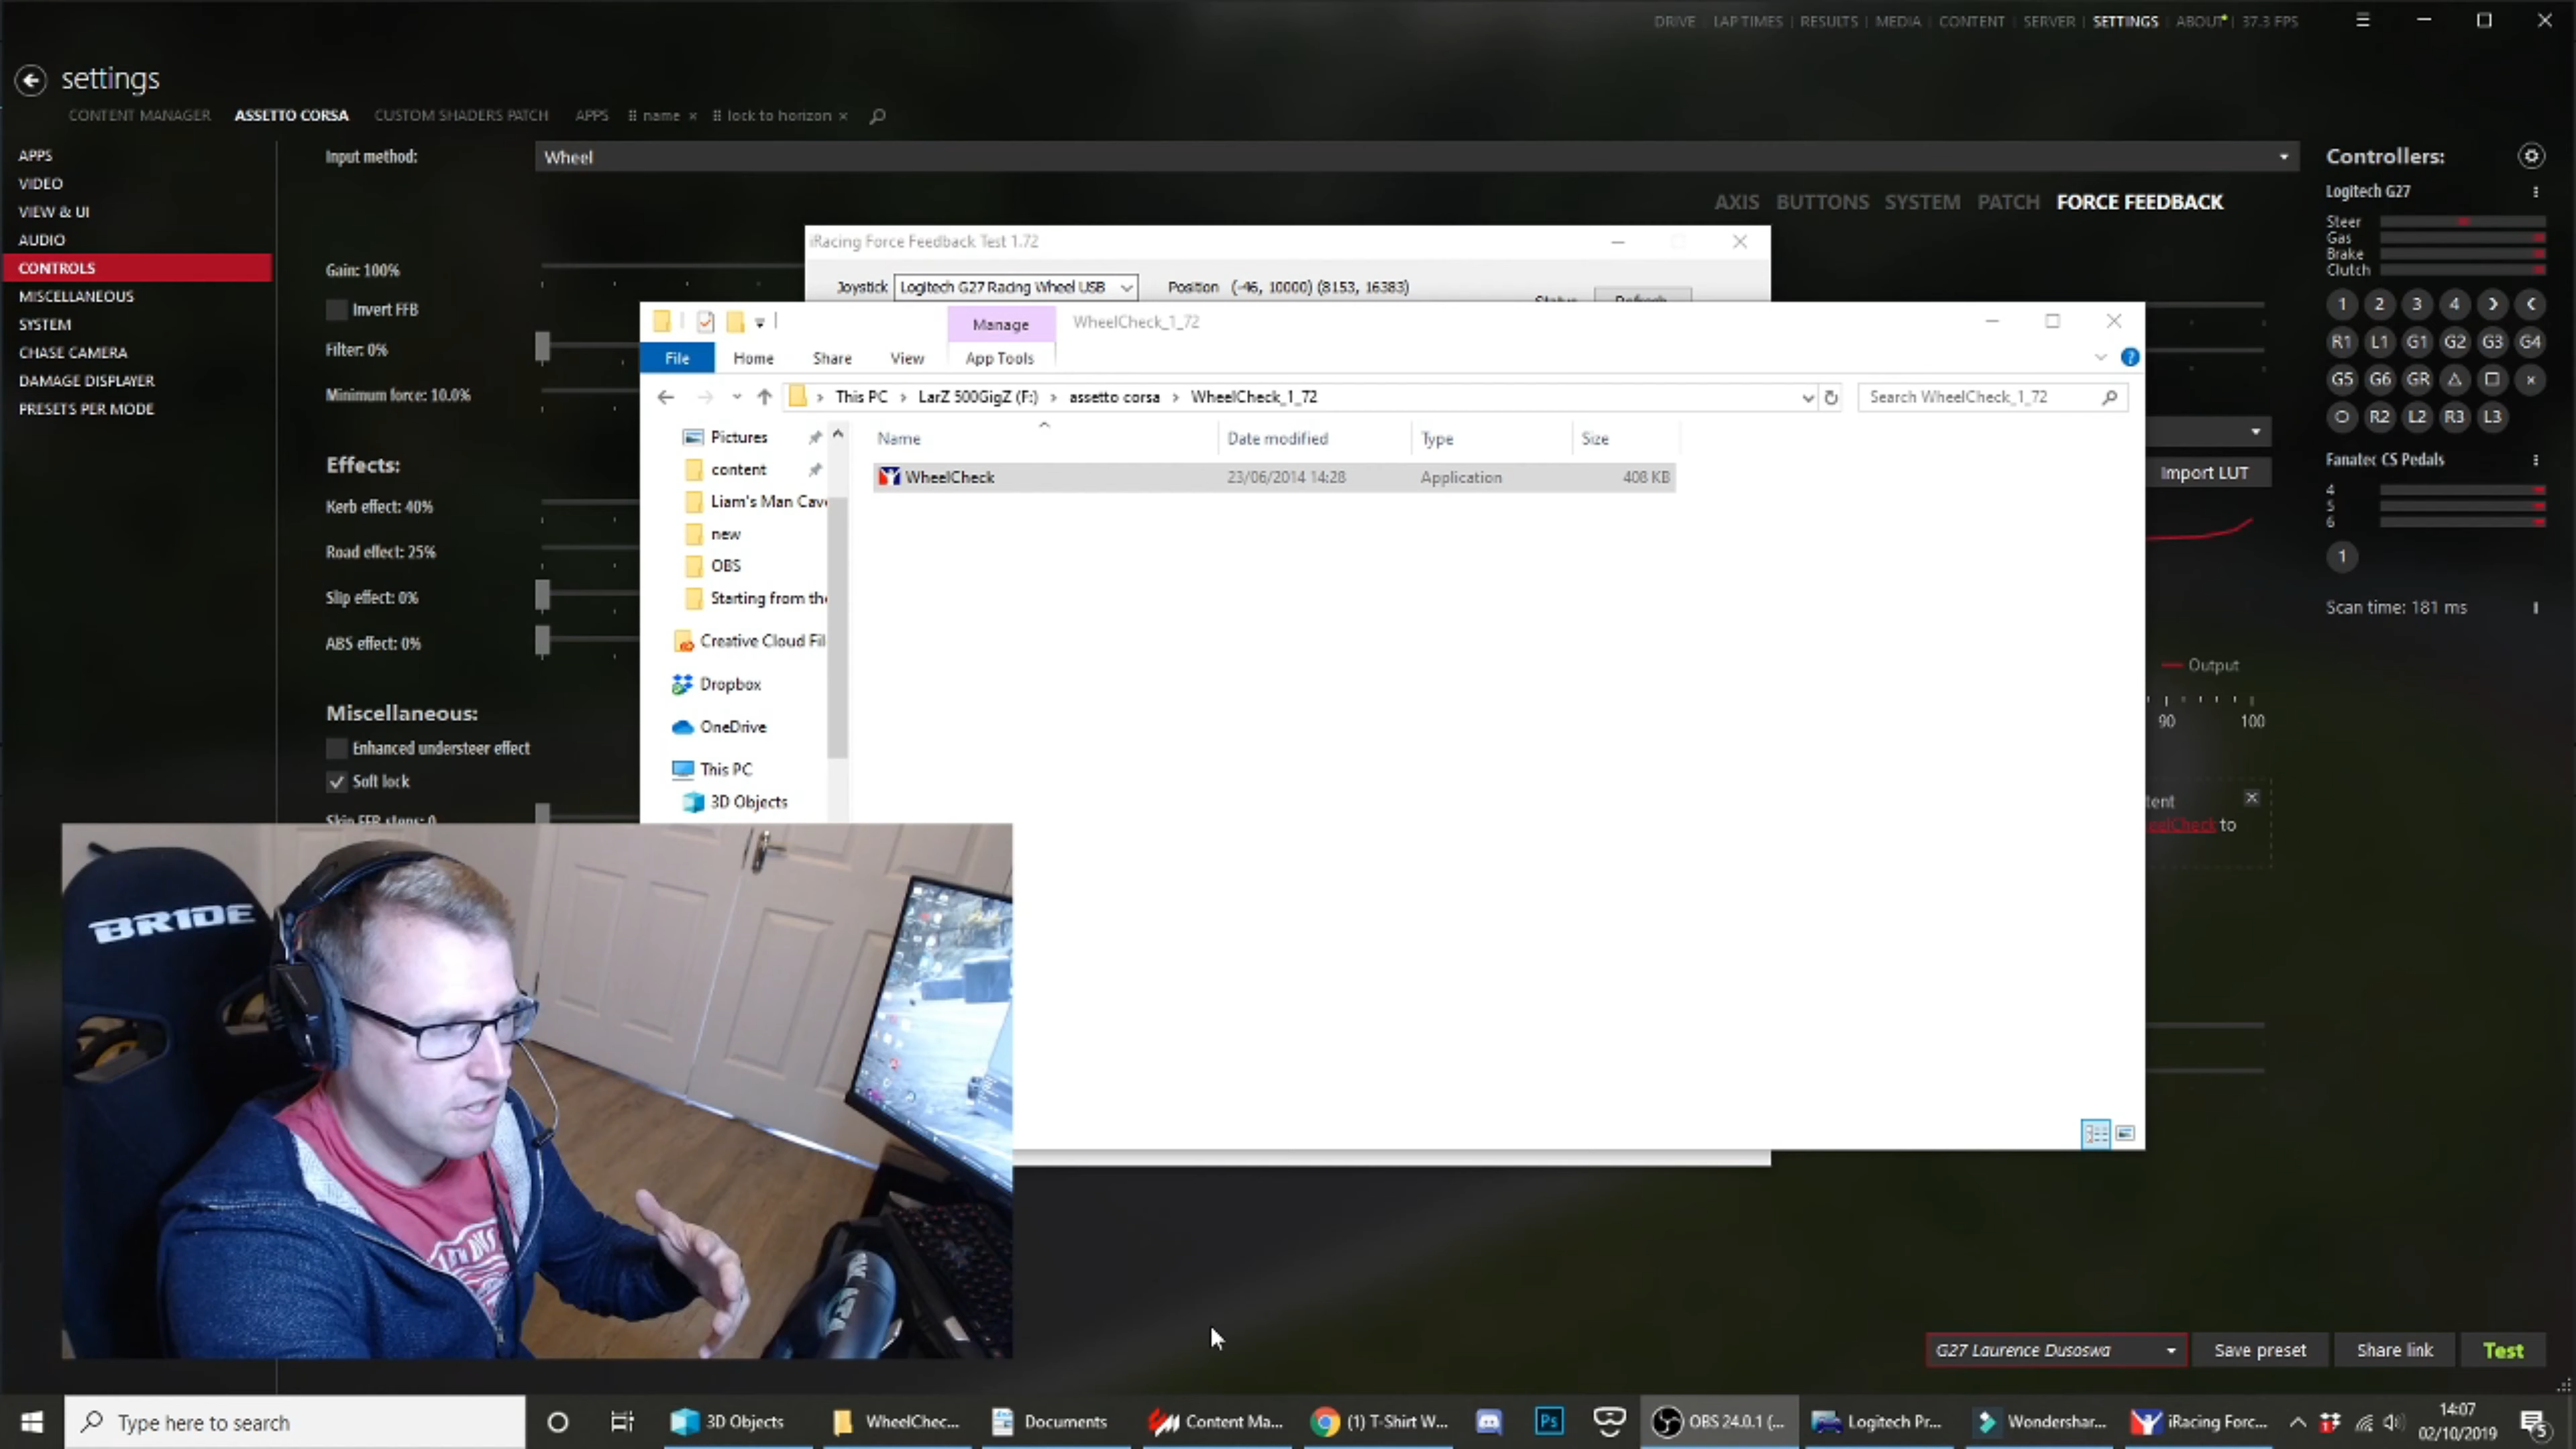 DRIVE | LAP TIMES | RESULTS | MEDIA | CONTENT | SERVER | SETTINGS | ABOUT | 37.3 FPS
settings
CONTENT MANAGER ASSETTO CORSA CUSTOM SHADERS PATCH APPS name × lock to horizon ×
APPS
VIDEO
VIEW & UI
AUDIO
CONTROLS
MISCELLANEOUS
SYSTEM
CHASE CAMERA
DAMAGE DISPLAYER
PRESETS PER MODE
Input method: Wheel
AXIS BUTTONS SYSTEM PATCH FORCE FEEDBACK
Gain: 100%
Invert FFB
Filter: 0%
Minimum force: 10.0%
Effects:
Kerb effect: 40%
Road effect: 25%
Slip effect: 0%
ABS effect: 0%
Miscellaneous:
Enhanced understeer effect
Soft lock
Skip FFB steps: 0
iRacing Force Feedback Test 1.72
Joystick Logitech G27 Racing Wheel USB Position (-46, 10000) (8153, 16383)
Status Refresh
Manage WheelCheck_1_72
File Home Share View App Tools
This PC > LarZ 500GigZ (F:) > assetto corsa > WheelCheck_1_72
Search WheelCheck_1_72
Name Date modified Type Size
WheelCheck 23/06/2014 14:28 Application 408 KB
Pictures
content
Liam's Man Cav
new
OBS
Starting from the
Creative Cloud Fil
Dropbox
OneDrive
This PC
3D Objects
Import LUT
Output
90 100
tent
eelCheck to
Controllers:
Logitech G27
Steer
Gas
Brake
Clutch
1 2 3 4
R1 L1 G1 G2 G3 G4
G5 G6 GR
R2 L2 R3 L3
Fanatec CS Pedals
4
5
6
1
Scan time: 181 ms
BRIDE
G27 Laurence Dusoswa Save preset Share link Test
Type here to search
3D Objects WheelChec... Documents Content Ma... (1) T-Shirt W... Ps OBS 24.0.1 (... Logitech Pr... Wondershar... iRacing Forc...
14:07
02/10/2019
5